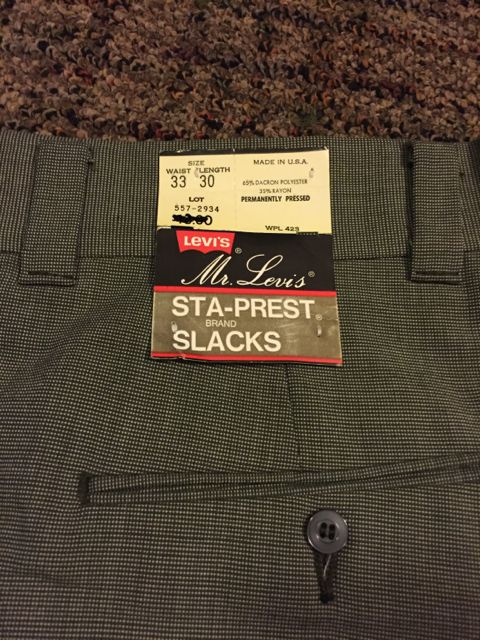 SIZE
WAIST LENGTH
33 30
LOT
557-2934
MADE IN U.S.A.
65% DACRON POLYESTER
35% RAYON
PERMANENTLY PRESSED
WPL 423
LEVI'S®
Mr. Levi's®
STA-PREST®
BRAND
SLACKS